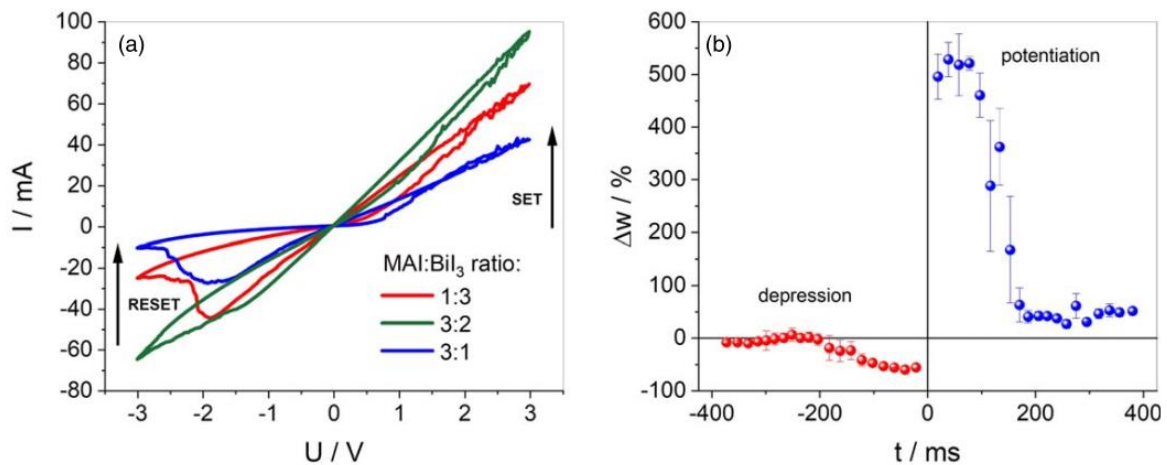 (a)
100
80
60
40
20
0
-20
-40
-60
-80
I / mA
-3 -2 -1 0 1 2 3
U / V
SET
RESET
MAI:BiI₃ ratio:
1:3
3:2
3:1
(b)
600
500
400
300
200
100
0
-100
Δw / %
potentiation
depression
-400 -200 0 200 400
t / ms